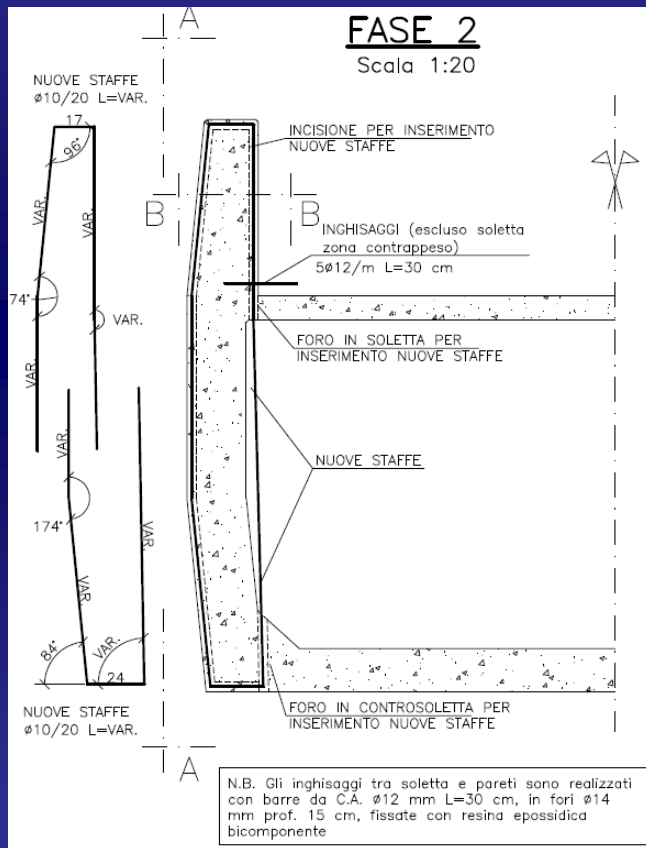 A
FASE 2
Scala 1:20
NUOVE STAFFE
ø10/20 L=VAR.
17
96°
VAR.
VAR.
74°
VAR.
VAR.
INCISIONE PER INSERIMENTO
NUOVE STAFFE
B
B
INGHISAGGI (escluso soletta
zona contrappeso)
5ø12/m L=30 cm
FORO IN SOLETTA PER
INSERIMENTO NUOVE STAFFE
NUOVE STAFFE
VAR.
174°
VAR.
VAR.
84°
VAR.
24
NUOVE STAFFE
ø10/20 L=VAR.
FORO IN CONTROSOLETTA PER
INSERIMENTO NUOVE STAFFE
A
N.B. Gli inghisaggi tra soletta e pareti sono realizzati
con barre da C.A. ø12 mm L=30 cm, in fori ø14
mm prof. 15 cm, fissate con resina epossidica
bicomponente